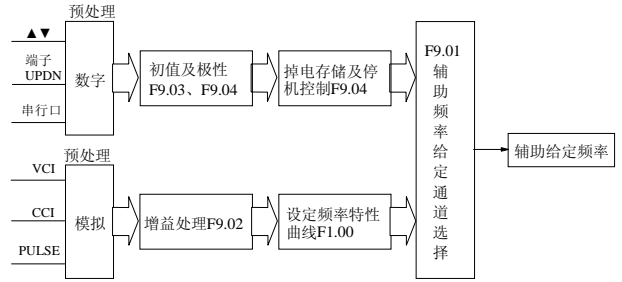 预处理
▲▼
端子
UPDN
串行口
数字
初值及极性
F9.03、F9.04
掉电存储及停
机控制F9.04
F9.01
辅
助
频
率
给
定
通
道
选
择
辅助给定频率
预处理
VCI
CCI
PULSE
模拟
增益处理F9.02
设定频率特性
曲线F1.00